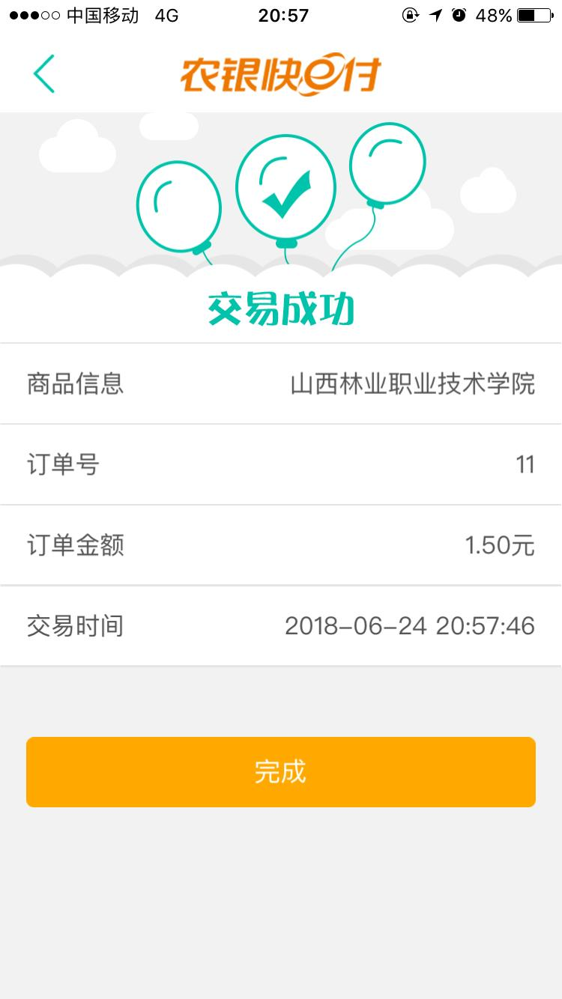 中国移动 4G 20:57 48%
农银快e付
交易成功
商品信息 山西林业职业技术学院
订单号 11
订单金额 1.50元
交易时间 2018-06-24 20:57:46
完成